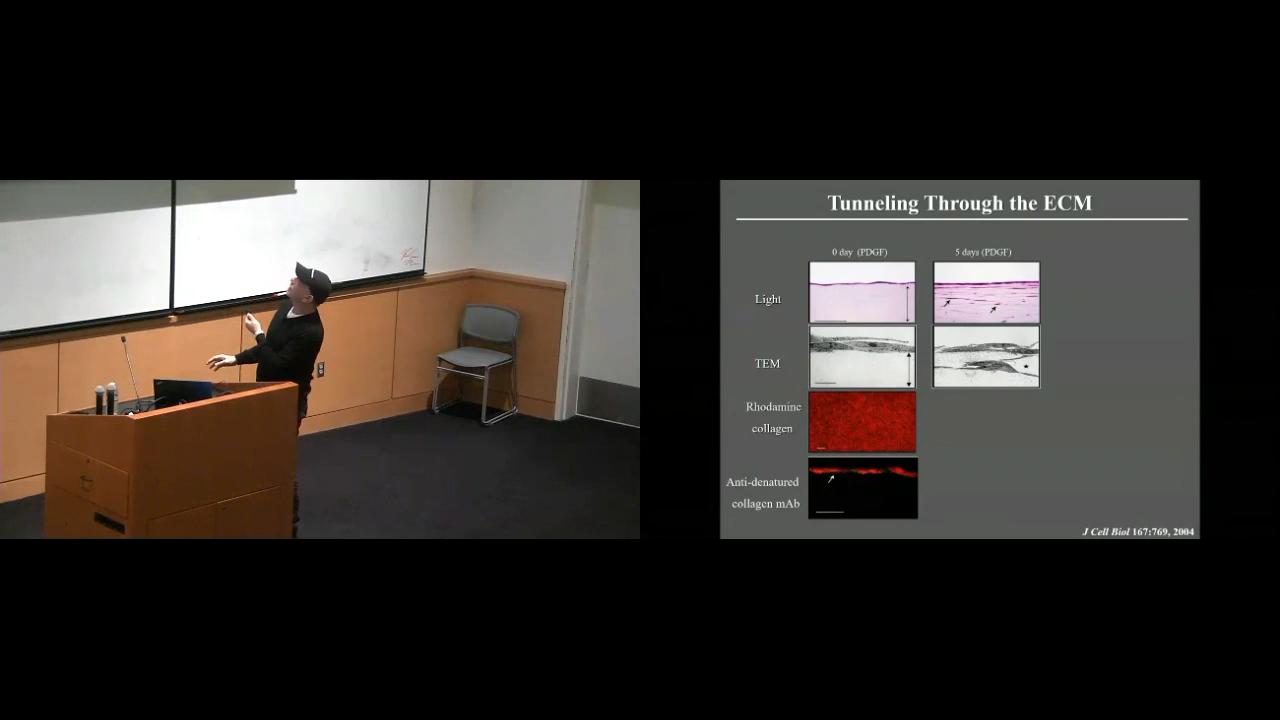 Tunneling Through the ECM
0 day (PDGF)
5 days (PDGF)
Light
TEM
Rhodamine
collagen
Anti-denatured
collagen mAb
J Cell Biol 167:769, 2004